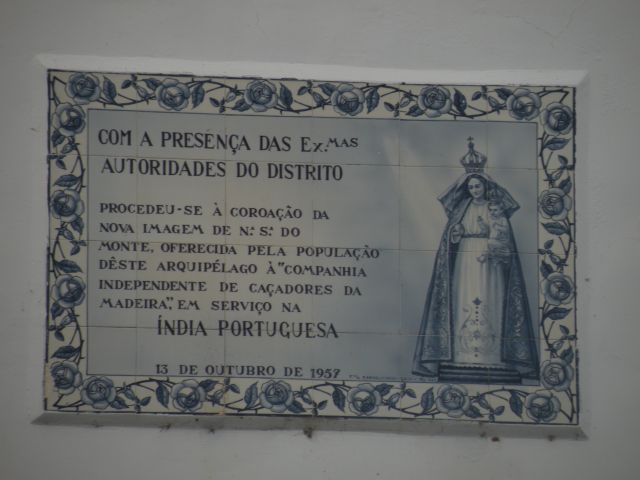 COM A PRESENÇA DAS Ex.MAS
AUTORIDADES DO DISTRITO
PROCEDEU-SE À COROAÇÃO DA
NOVA IMAGEM DE N.ª S.ª DO
MONTE, OFERECIDA PELA POPULAÇÃO
DÊSTE ARQUIPÉLAGO À "COMPANHIA
INDEPENDENTE DE CAÇADORES DA
MADEIRA", EM SERVIÇO NA
ÍNDIA PORTUGUESA
13 DE OUTUBRO DE 1957